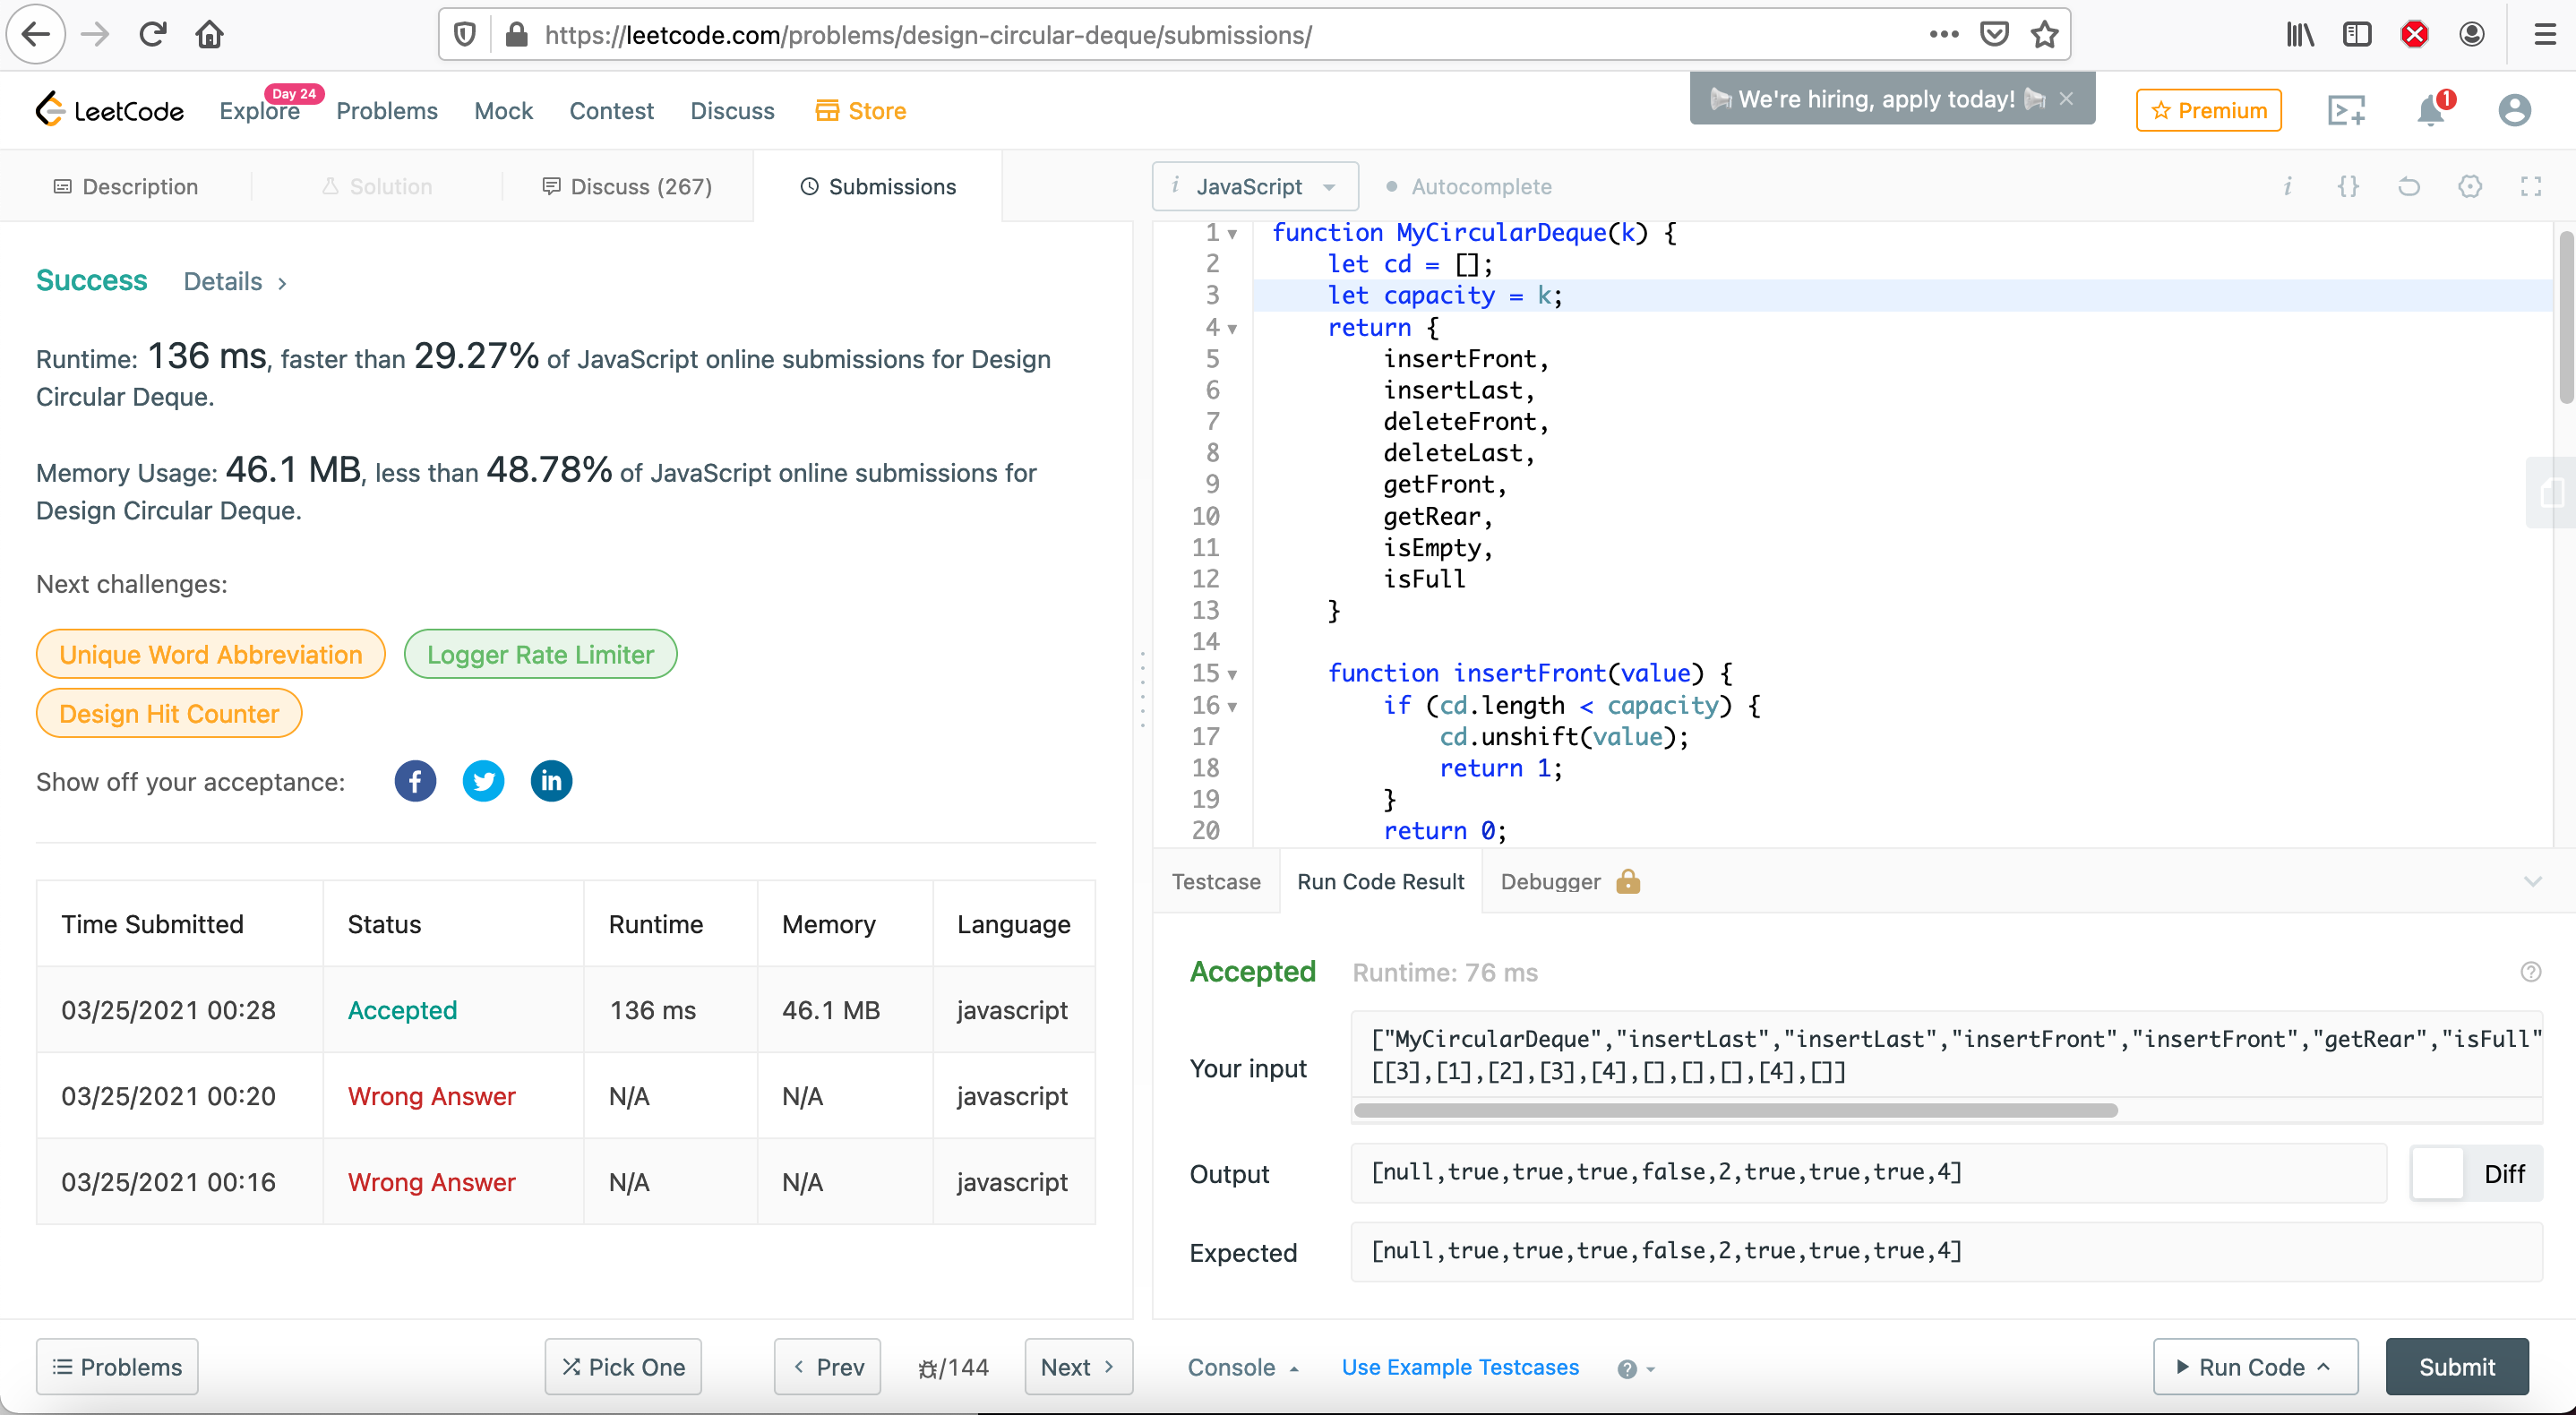 https://leetcode.com/problems/design-circular-deque/submissions/
LeetCode
Explore
Day 24
Problems
Mock
Contest
Discuss
Store
We're hiring, apply today!
Premium
1
Description
Solution
Discuss (267)
Submissions
JavaScript
Autocomplete
Success
Details
Runtime: 136 ms, faster than 29.27% of JavaScript online submissions for Design
Circular Deque.
Memory Usage: 46.1 MB, less than 48.78% of JavaScript online submissions for
Design Circular Deque.
Next challenges:
Unique Word Abbreviation
Logger Rate Limiter
Design Hit Counter
Show off your acceptance:
Time Submitted Status Runtime Memory Language
03/25/2021 00:28 Accepted 136 ms 46.1 MB javascript
03/25/2021 00:20 Wrong Answer N/A N/A javascript
03/25/2021 00:16 Wrong Answer N/A N/A javascript
1 function MyCircularDeque(k) {
2 let cd = [];
3 let capacity = k;
4 return {
5 insertFront,
6 insertLast,
7 deleteFront,
8 deleteLast,
9 getFront,
10 getRear,
11 isEmpty,
12 isFull
13 }
14
15 function insertFront(value) {
16 if (cd.length < capacity) {
17 cd.unshift(value);
18 return 1;
19 }
20 return 0;
Testcase
Run Code Result
Debugger
Accepted
Runtime: 76 ms
Your input
["MyCircularDeque","insertLast","insertLast","insertFront","insertFront","getRear","isFull"
[[3],[1],[2],[3],[4],[],[],[],[4],[]]
Output
[null,true,true,true,false,2,true,true,true,4]
Diff
Expected
[null,true,true,true,false,2,true,true,true,4]
Problems
Pick One
Prev
/144
Next
Console
Use Example Testcases
Run Code
Submit